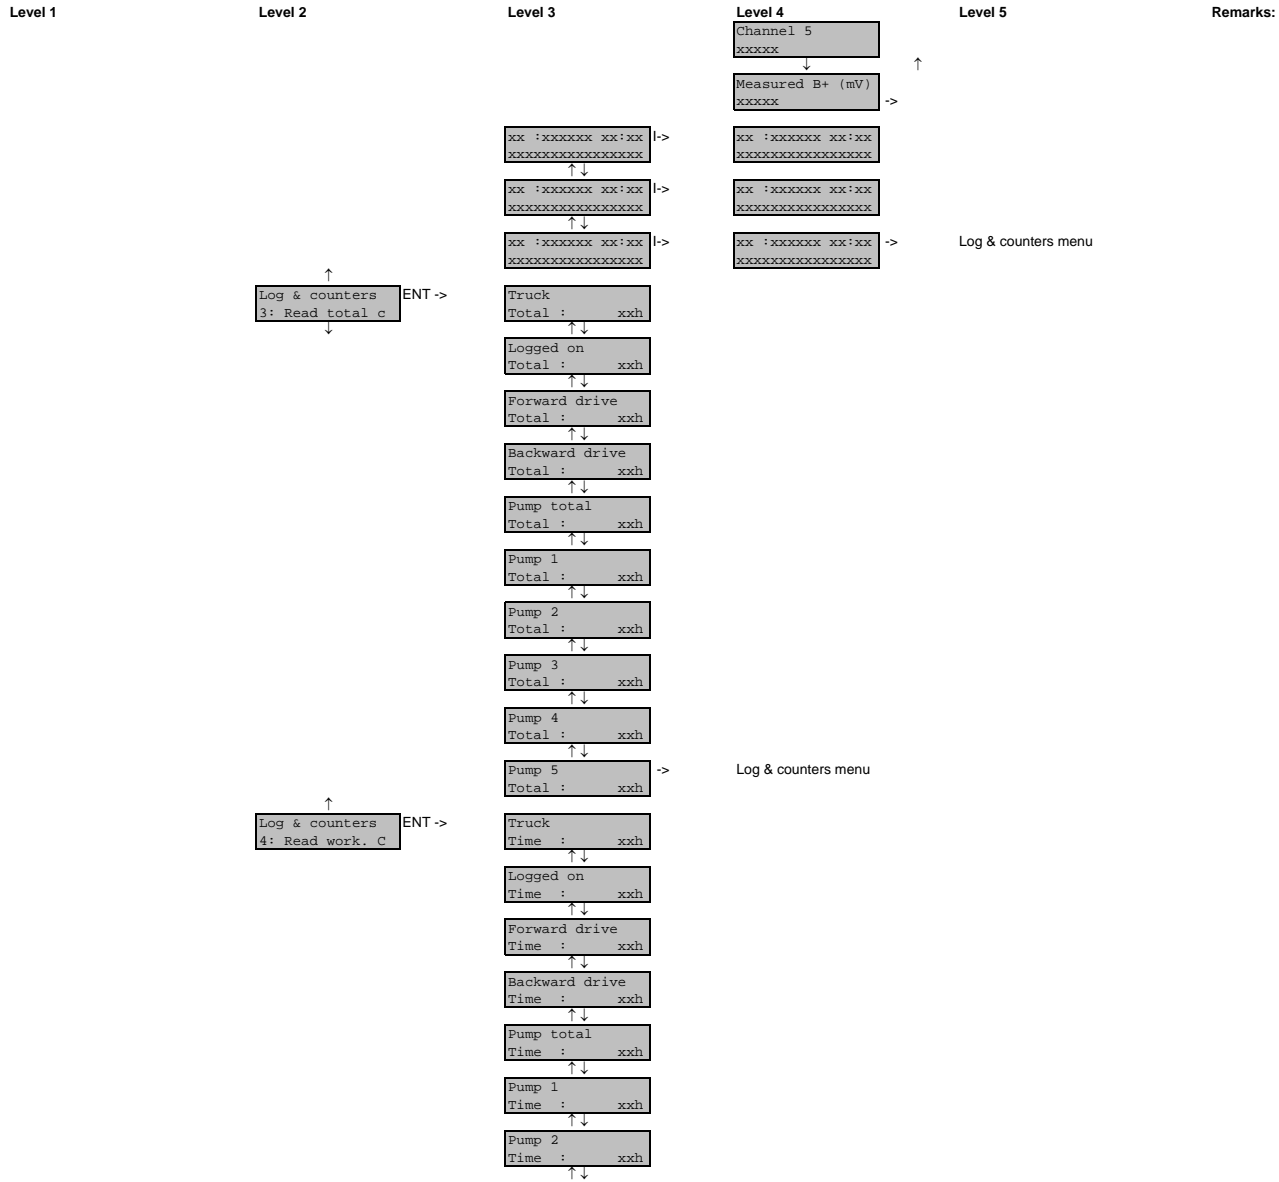 Level 1 Level 2 Level 3 Level 4 Level 5 Remarks:
Channel 5
xxxxx
↓ ↑
Measured B+ (mV)
xxxxx ->
xx :xxxxxx xx:xx I-> xx :xxxxxx xx:xx
xxxxxxxxxxxxxxxx xxxxxxxxxxxxxxxx
↑↓
xx :xxxxxx xx:xx I-> xx :xxxxxx xx:xx
xxxxxxxxxxxxxxxx xxxxxxxxxxxxxxxx
↑↓
xx :xxxxxx xx:xx I-> xx :xxxxxx xx:xx -> Log & counters menu
xxxxxxxxxxxxxxxx xxxxxxxxxxxxxxxx
↑
Log & counters ENT -> Truck
3: Read total c Total : xxh
↓ ↑↓
Logged on
Total : xxh
↑↓
Forward drive
Total : xxh
↑↓
Backward drive
Total : xxh
↑↓
Pump total
Total : xxh
↑↓
Pump 1
Total : xxh
↑↓
Pump 2
Total : xxh
↑↓
Pump 3
Total : xxh
↑↓
Pump 4
Total : xxh
↑↓
Pump 5 -> Log & counters menu
Total : xxh
↑
Log & counters ENT -> Truck
4: Read work. C Time : xxh
↑↓
Logged on
Time : xxh
↑↓
Forward drive
Time : xxh
↑↓
Backward drive
Time : xxh
↑↓
Pump total
Time : xxh
↑↓
Pump 1
Time : xxh
↑↓
Pump 2
Time : xxh
↑↓